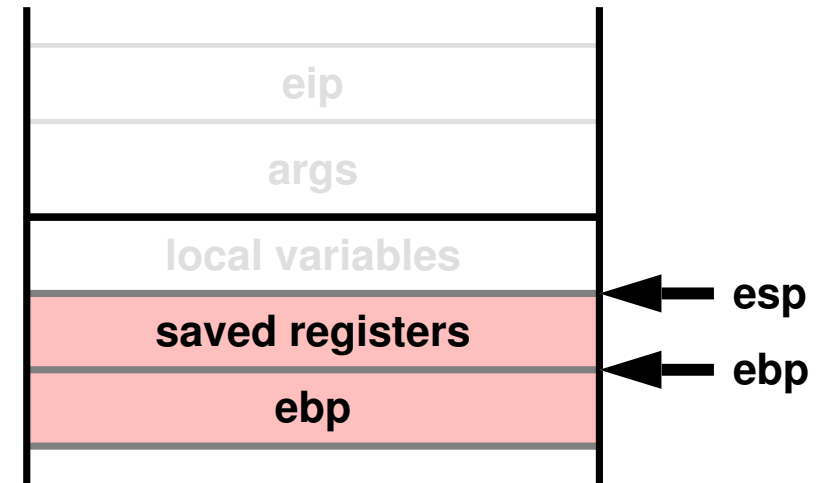 eip
args
local variables
esp
saved registers
ebp
ebp